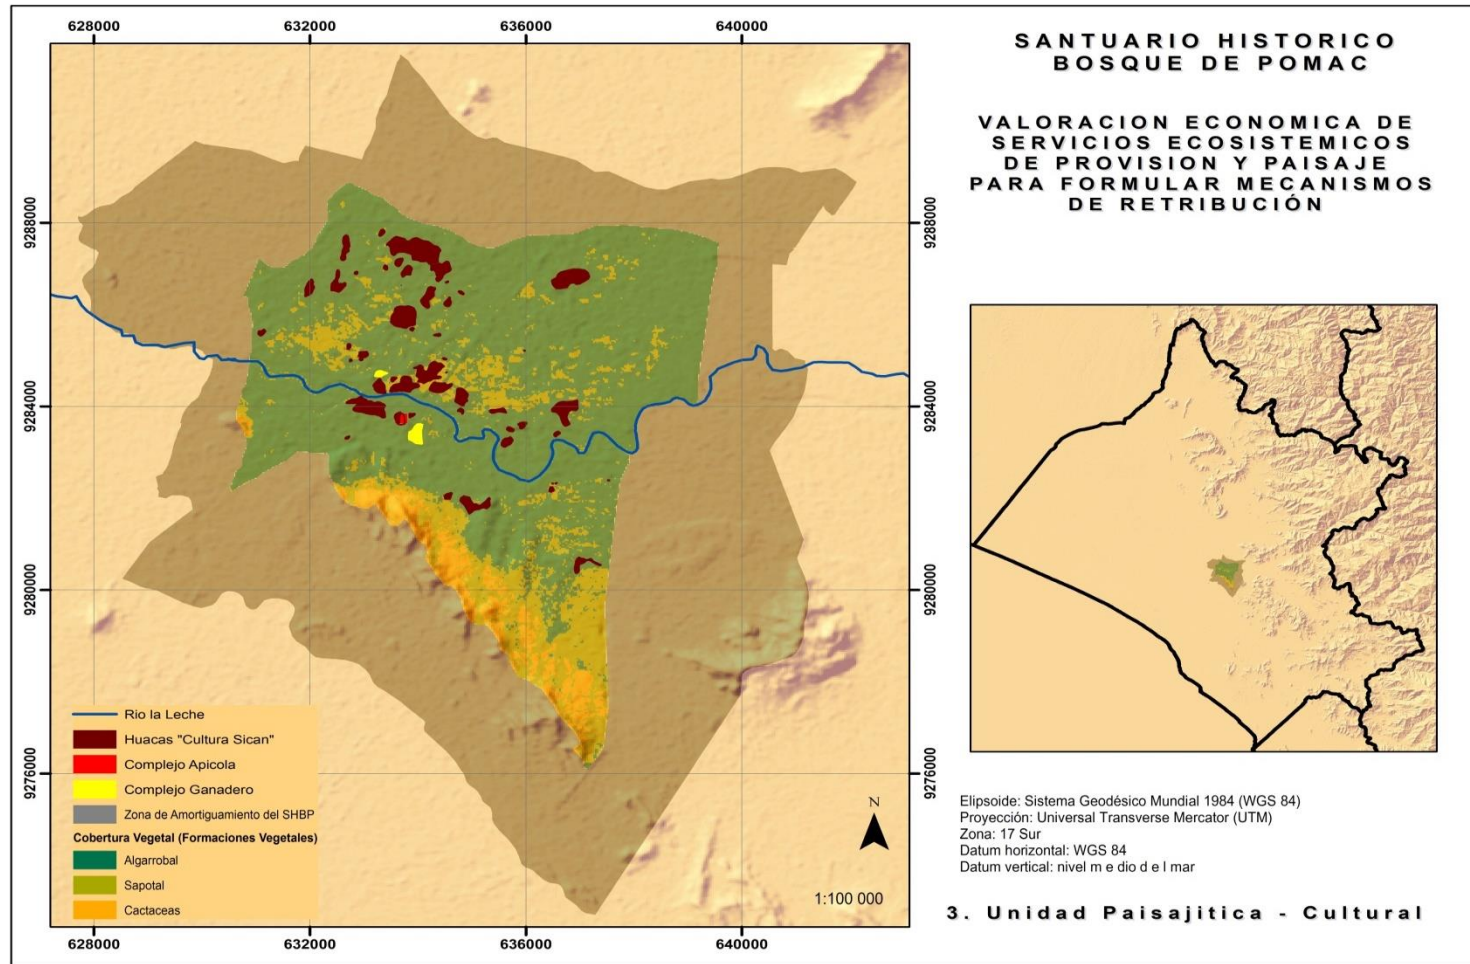 628000
632000
636000
640000
9288000
9284000
9280000
9276000
9288000
9284000
9280000
9276000
628000
632000
636000
640000
Rio la Leche
Huacas "Cultura Sican"
Complejo Apicola
Complejo Ganadero
Zona de Amortiguamiento del SHBP
Cobertura Vegetal (Formaciones Vegetales)
Algarrobal
Sapotal
Cactaceas
N
1:100 000
SANTUARIO HISTORICO
BOSQUE DE POMAC
VALORACION ECONOMICA DE
SERVICIOS ECOSISTEMICOS
DE PROVISION Y PAISAJE
PARA FORMULAR MECANISMOS
DE RETRIBUCIÓN
Elipsoide: Sistema Geodésico Mundial 1984 (WGS 84)
Proyección: Universal Transverse Mercator (UTM)
Zona: 17 Sur
Datum horizontal: WGS 84
Datum vertical: nivel m e dio d e l mar
3. Unidad Paisajitica - Cultural